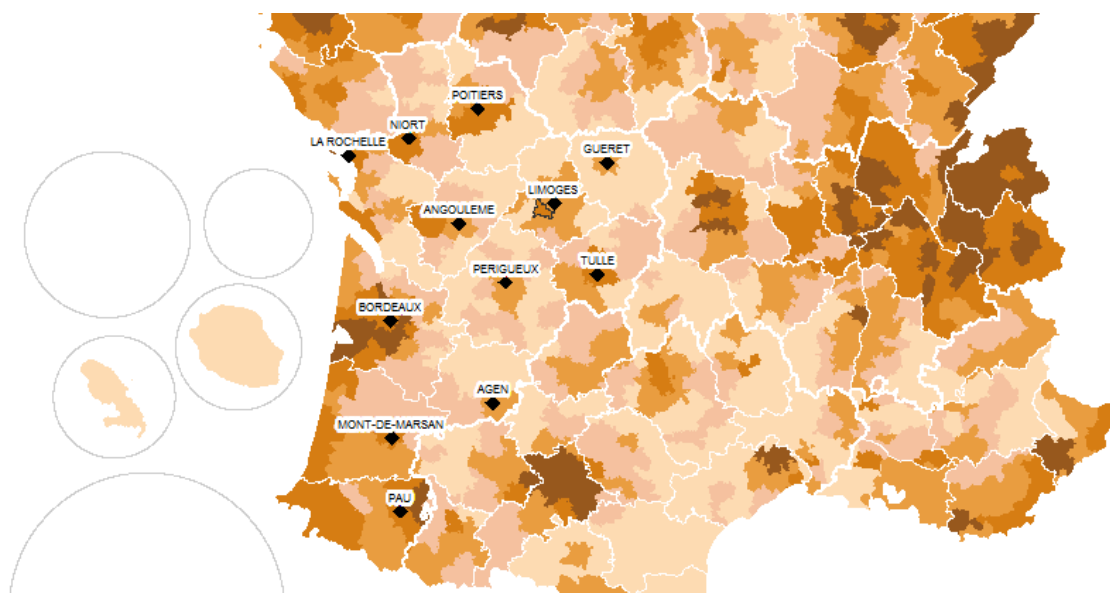 POITIERS
NIORT
LA ROCHELLE
GUERET
LIMOGES
ANGOULEME
PERIGUEUX
TULLE
BORDEAUX
AGEN
MONT-DE-MARSAN
PAU